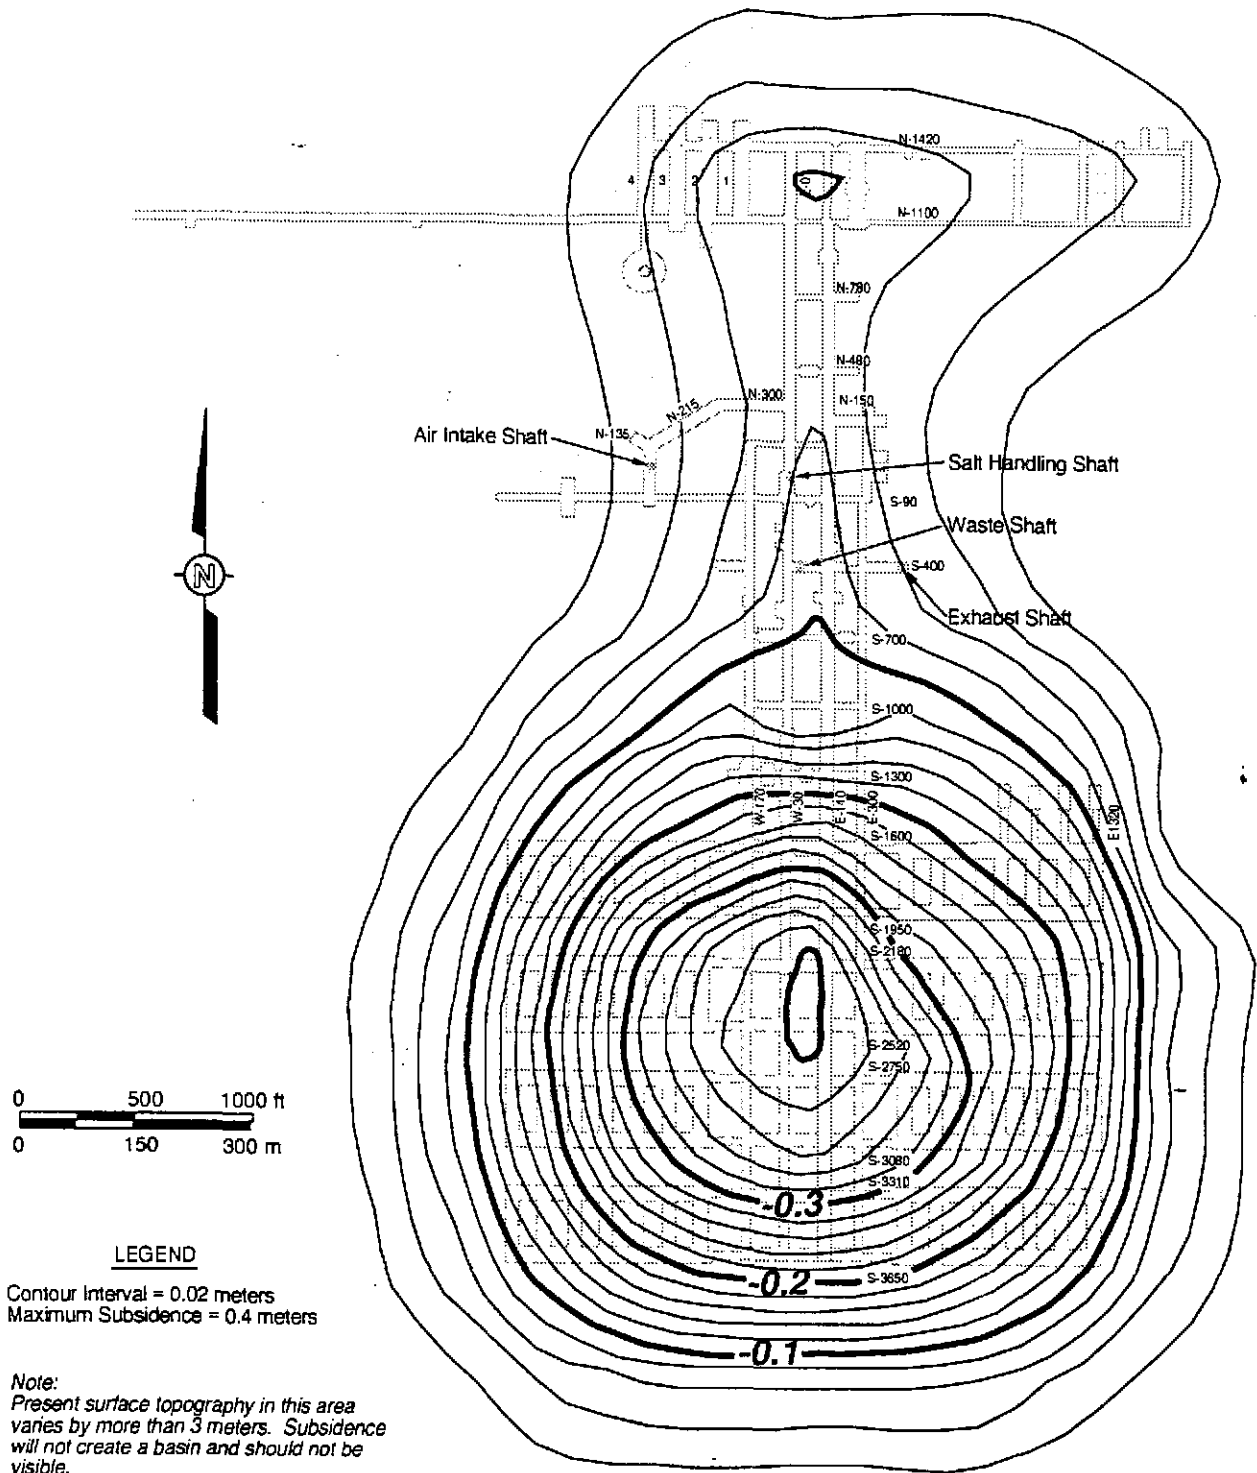 N-1420
4 3 2 1
N-1100
N-780
N-480
N-300
N-150
N-215
N-135
Air Intake Shaft
Salt Handling Shaft
S-90
Waste Shaft
S-400
Exhaust Shaft
S-700
N
S-1000
S-1300
W-170
W-30
E-140
E-300
E1320
S-1600
S-1950
S-2180
S-2520
S-2750
S-3080
S-3310
-0.3
-0.2
S-3650
-0.1
0 500 1000 ft
0 150 300 m
LEGEND
Contour Interval = 0.02 meters
Maximum Subsidence = 0.4 meters
Note:
Present surface topography in this area
varies by more than 3 meters. Subsidence
will not create a basin and should not be
visible.